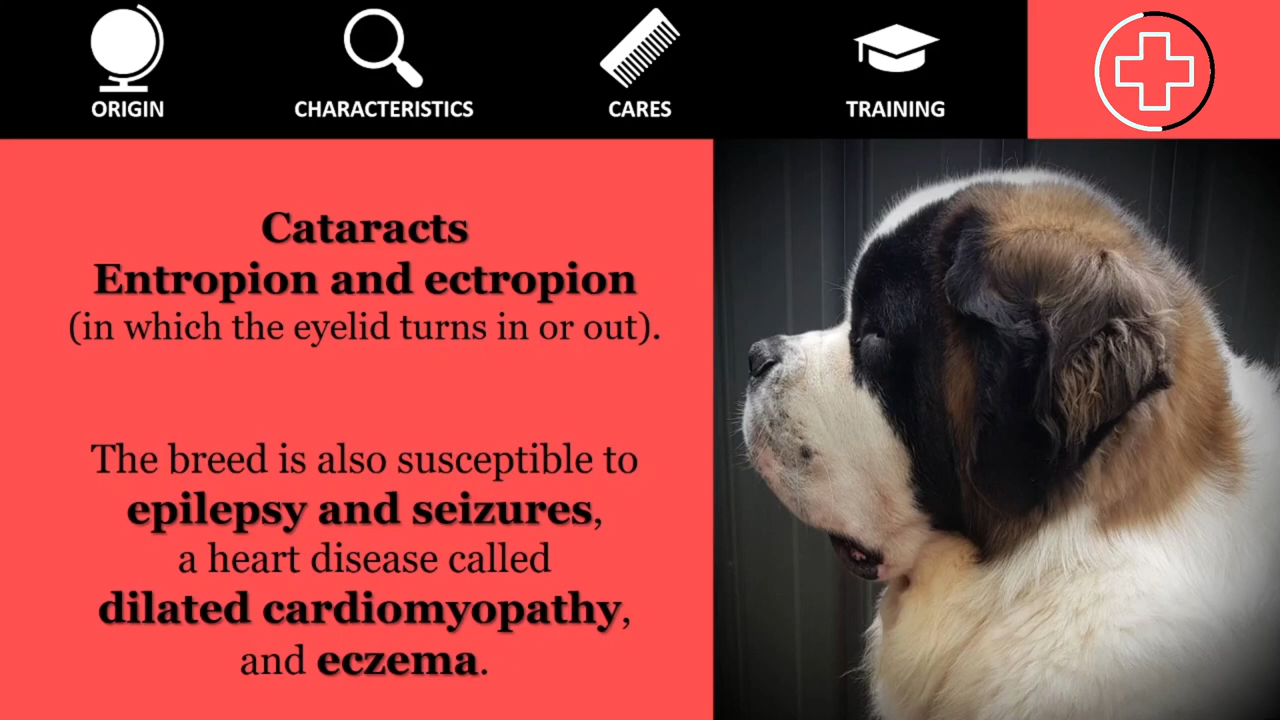 ORIGIN
CHARACTERISTICS
CARES
TRAINING
Cataracts
Entropion and ectropion
(in which the eyelid turns in or out).
The breed is also susceptible to
epilepsy and seizures,
a heart disease called
dilated cardiomyopathy,
and eczema.